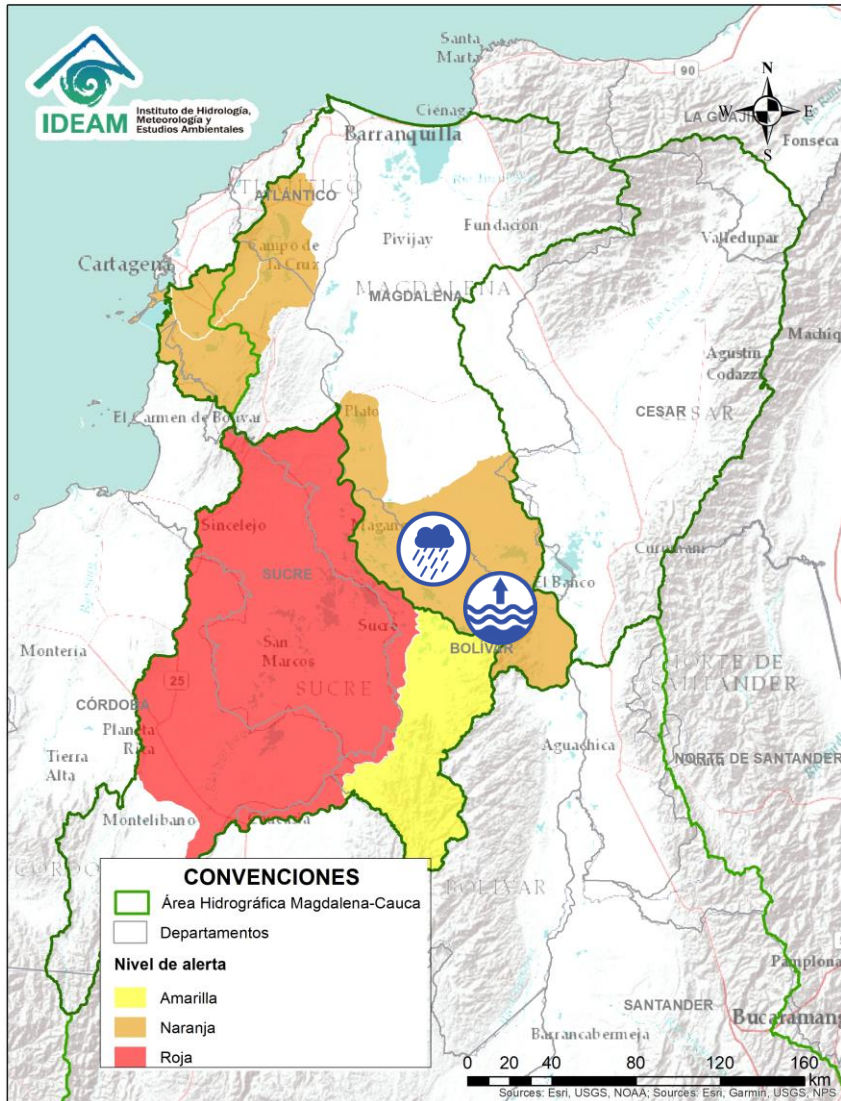 IDEAM
Instituto de Hidrología,
Meteorología y
Estudios Ambientales
Santa
Marta
90
N
W E
S
Ciénaga
LA GUAJIRA
Barranquilla
Fonseca
ATLÁNTICO
Pivijay
Fundación
Valledupar
Campo de
la Cruz
Cartagena
MAGDALENA
MAGDALENA
Agustín
Codazzi
El Carmen de Bolívar
Plato
CESAR
CESAR
Sincelejo
SUCRE
El Banco
Sucre
San
Marcos
BOLÍVAR
Montería
SUCRE
25
NORTE DE
SANTANDER
CÓRDOBA
Planeta
Rica
Aguachica
NORTE DE SANTANDER
Tierra
Alta
Montelibano
BOLÍVAR
CONVENCIONES
Área Hidrográfica Magdalena-Cauca
Departamentos
Nivel de alerta
Amarilla
Naranja
Roja
Pamplona
SANTANDER
Barrancabermeja
0 20 40 80 120 160
km
Sources: Esri, USGS, NOAA; Sources: Esri, Garmin, USGS, NPS